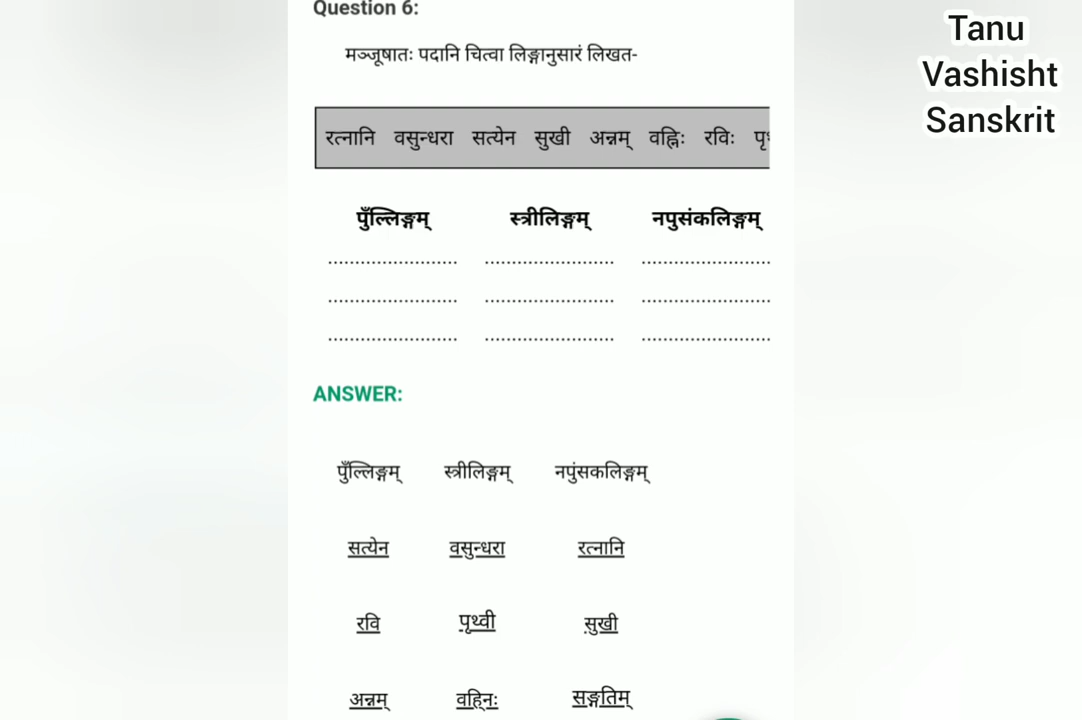 Question 6:
Tanu
Vashisht
Sanskrit
मञ्जूषातः पदानि चित्वा लिङ्गानुसारं लिखत-
रत्नानि वसुन्धरा सत्येन सुखी अन्नम् वह्निः रविः
पुँल्लिङ्गम् स्त्रीलिङ्गम् नपुसंकलिङ्गम्
........................... ........................... ...........................
........................... ........................... ...........................
........................... ........................... ...........................
ANSWER:
पुँल्लिङ्गम् स्त्रीलिङ्गम् नपुंसकलिङ्गम्
सत्येन वसुन्धरा रत्नानि
रवि पृथ्वी सुखी
अन्नम् वहि्नः सङ्गतिम्